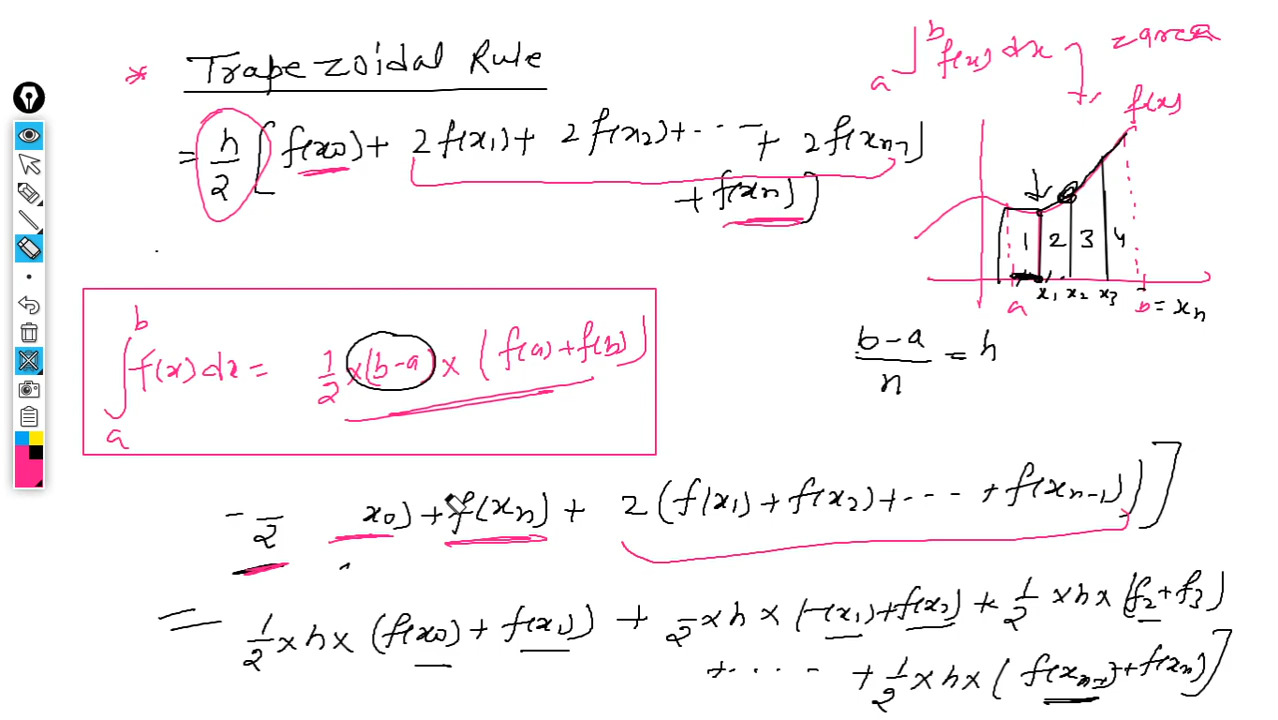 * Trapezoidal Rule
= h/2 [ f(x0) + 2f(x1) + 2f(x2) + ... + 2f(xn-1)
+ f(xn) ]
a∫b f(x) dx → area
f(x)
1 2 3 4
a x1 x2 x3 b = xn
b-a/n = h
∫ab f(x) dx = 1/2 × (b-a) × (f(a) + f(b))
- /2 x0) + f(xn) + 2 (f(x1) + f(x2) + ... + f(xn-1)) ]
= 1/2 × h × (f(x0) + f(x1)) + /2 × h × (f(x1) + f(x2)) + 1/2 × h × (f2 + f3)
+ .... + 1/2 × h × ( f(xn-1) + f(xn) ]